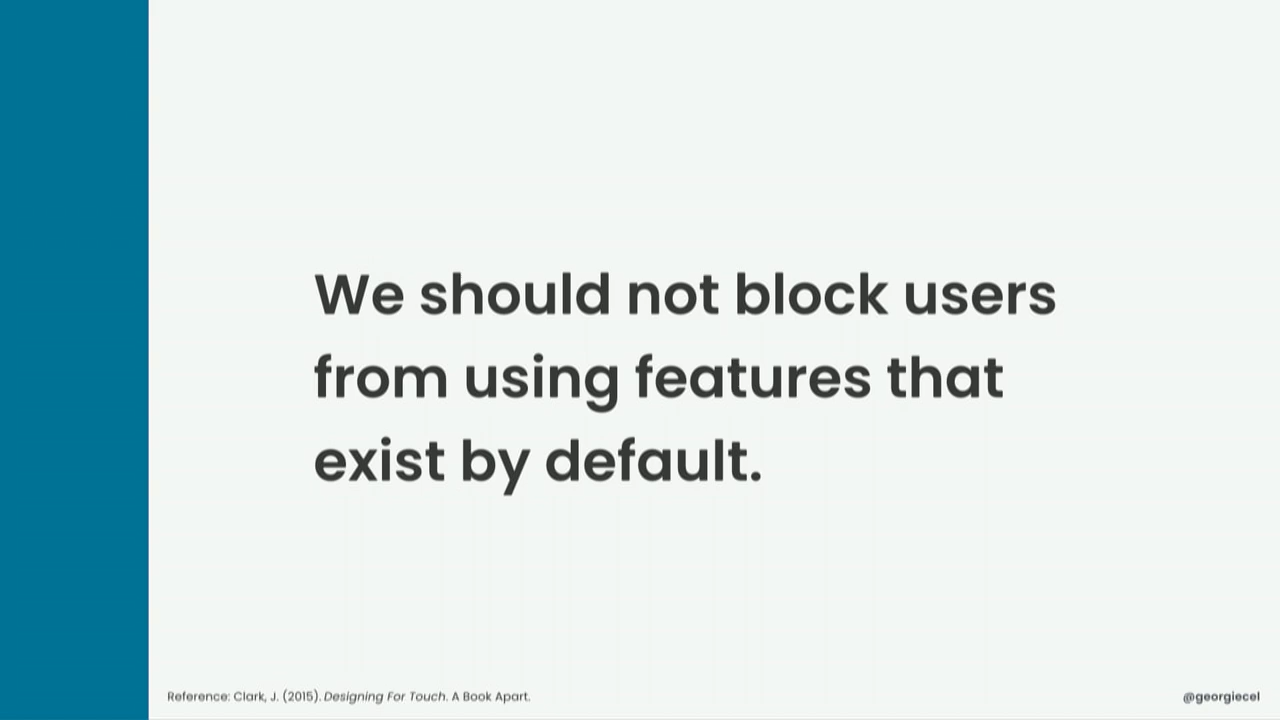 We should not block users
from using features that
exist by default.
Reference: Clark, J. (2015). Designing For Touch. A Book Apart.
@georgiecel